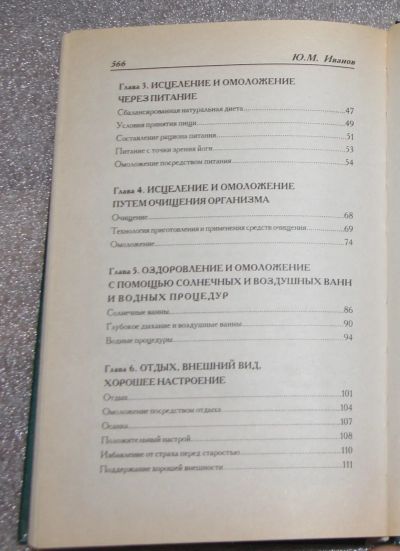 566
Ю.М. Иванов
Глава 3. ИСЦЕЛЕНИЕ И ОМОЛОЖЕНИЕ
ЧЕРЕЗ ПИТАНИЕ
Сбалансированная натуральная диета 47
Условия принятия пищи 49
Составление рациона питания 51
Питание с точки зрения йоги 53
Омоложение посредством питания 54
Глава 4. ИСЦЕЛЕНИЕ И ОМОЛОЖЕНИЕ
ПУТЕМ ОЧИЩЕНИЯ ОРГАНИЗМА
Очищение 68
Технология приготовления и применения средств очищения 69
Омоложение 74
Глава 5. ОЗДОРОВЛЕНИЕ И ОМОЛОЖЕНИЕ
С ПОМОЩЬЮ СОЛНЕЧНЫХ И ВОЗДУШНЫХ ВАНН
И ВОДНЫХ ПРОЦЕДУР
Солнечные ванны 86
Глубокое дыхание и воздушные ванны 90
Водные процедуры 94
Глава 6. ОТДЫХ, ВНЕШНИЙ ВИД,
ХОРОШЕЕ НАСТРОЕНИЕ
Отдых 101
Омоложение посредством отдыха 104
Осанка 107
Положительный настрой 108
Избавление от страха перед старостью 110
Поддержание хорошей внешности 111